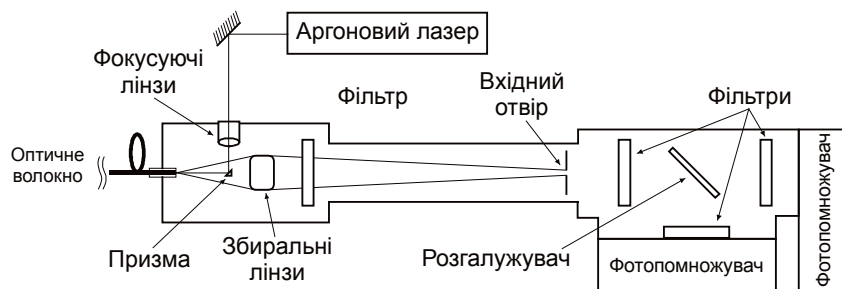 Аргоновий лазер
Фокусуючі
лінзи
Фільтр
Вхідний
отвір
Фільтри
Оптичне
волокно
Призма
Збиральні
лінзи
Розгалужувач
Фотопомножувач
Фотопомножувач